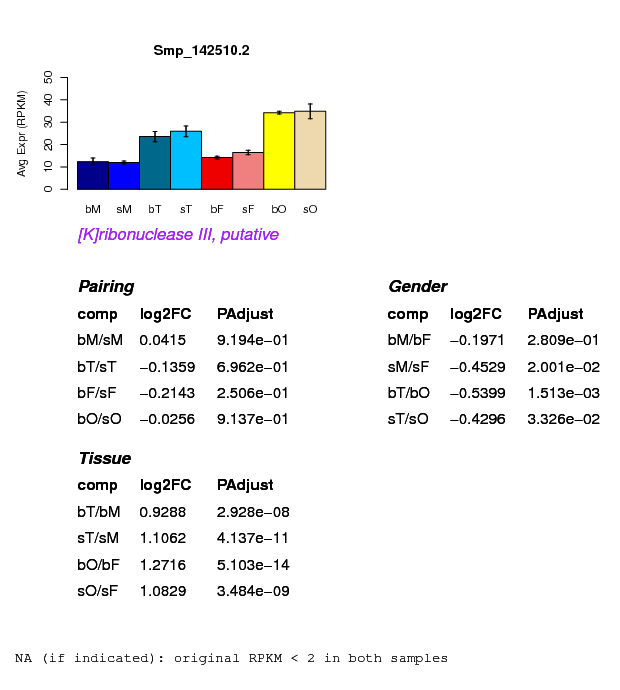 Smp_142510.2
Avg Expr (RPKM)
50
40
30
20
10
0
bM sM bT sT bF sF bO sO
[K]ribonuclease III, putative
Pairing
comp log2FC PAdjust
bM/sM 0.0415 9.194e−01
bT/sT −0.1359 6.962e−01
bF/sF −0.2143 2.506e−01
bO/sO −0.0256 9.137e−01
Gender
comp log2FC PAdjust
bM/bF −0.1971 2.809e−01
sM/sF −0.4529 2.001e−02
bT/bO −0.5399 1.513e−03
sT/sO −0.4296 3.326e−02
Tissue
comp log2FC PAdjust
bT/bM 0.9288 2.928e−08
sT/sM 1.1062 4.137e−11
bO/bF 1.2716 5.103e−14
sO/sF 1.0829 3.484e−09
NA (if indicated): original RPKM < 2 in both samples